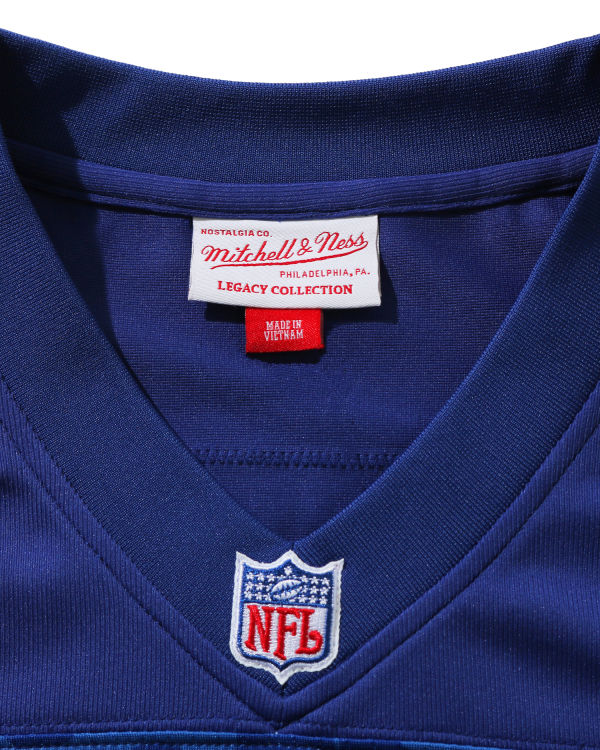 NOSTALGIA CO.
Mitchell & Ness
PHILADELPHIA, PA.
LEGACY COLLECTION
MADE IN
VIETNAM
NFL